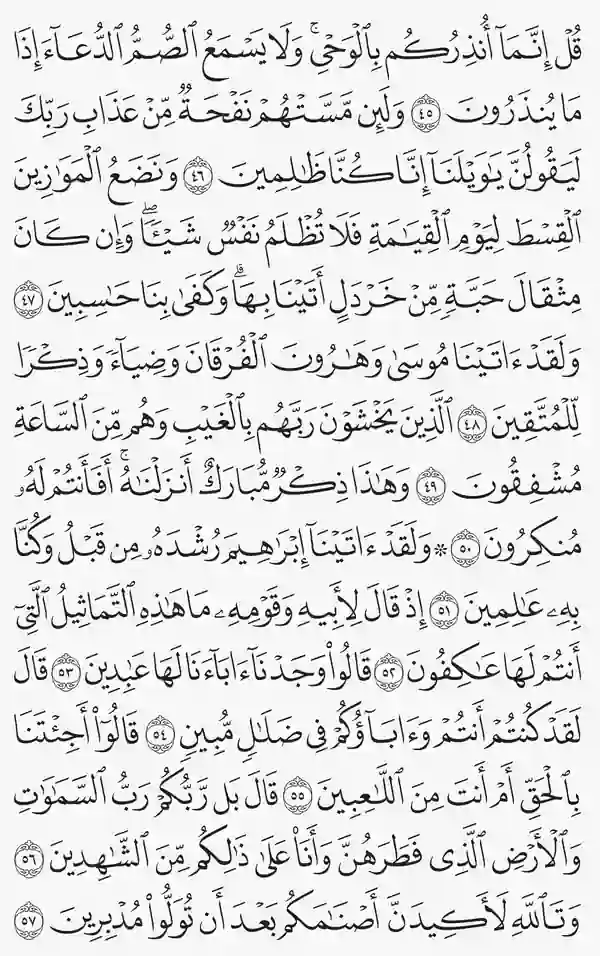 قُلْ إِنَّمَآ أُنذِرُكُم بِٱلْوَحْىِ ۚ وَلَا يَسْمَعُ ٱلصُّمُّ ٱلدُّعَآءَ إِذَا
مَا يُنذَرُونَ ٤٥ وَلَئِن مَّسَّتْهُمْ نَفْحَةٌ مِّنْ عَذَابِ رَبِّكَ
لَيَقُولُنَّ يَٰوَيْلَنَآ إِنَّا كُنَّا ظَٰلِمِينَ ٤٦ وَنَضَعُ ٱلْمَوَٰزِينَ
ٱلْقِسْطَ لِيَوْمِ ٱلْقِيَٰمَةِ فَلَا تُظْلَمُ نَفْسٌ شَيْـًٔا ۖ وَإِن كَانَ
مِثْقَالَ حَبَّةٍ مِّنْ خَرْدَلٍ أَتَيْنَا بِهَا ۗ وَكَفَىٰ بِنَا حَٰسِبِينَ ٤٧
وَلَقَدْ ءَاتَيْنَا مُوسَىٰ وَهَٰرُونَ ٱلْفُرْقَانَ وَضِيَآءً وَذِكْرًا
لِّلْمُتَّقِينَ ٤٨ ٱلَّذِينَ يَخْشَوْنَ رَبَّهُم بِٱلْغَيْبِ وَهُم مِّنَ ٱلسَّاعَةِ
مُشْفِقُونَ ٤٩ وَهَٰذَا ذِكْرٌ مُّبَارَكٌ أَنزَلْنَٰهُ ۚ أَفَأَنتُمْ لَهُۥ
مُنكِرُونَ ٥٠ ۞ وَلَقَدْ ءَاتَيْنَآ إِبْرَٰهِيمَ رُشْدَهُۥ مِن قَبْلُ وَكُنَّا
بِهِۦ عَٰلِمِينَ ٥١ إِذْ قَالَ لِأَبِيهِ وَقَوْمِهِۦ مَا هَٰذِهِ ٱلتَّمَاثِيلُ ٱلَّتِىٓ
أَنتُمْ لَهَا عَٰكِفُونَ ٥٢ قَالُوا۟ وَجَدْنَآ ءَابَآءَنَا لَهَا عَٰبِدِينَ ٥٣ قَالَ
لَقَدْ كُنتُمْ أَنتُمْ وَءَابَآؤُكُمْ فِى ضَلَٰلٍ مُّبِينٍ ٥٤ قَالُوٓا۟ أَجِئْتَنَا
بِٱلْحَقِّ أَمْ أَنتَ مِنَ ٱللَّٰعِبِينَ ٥٥ قَالَ بَل رَّبُّكُمْ رَبُّ ٱلسَّمَٰوَٰتِ
وَٱلْأَرْضِ ٱلَّذِى فَطَرَهُنَّ وَأَنَا۠ عَلَىٰ ذَٰلِكُم مِّنَ ٱلشَّٰهِدِينَ ٥٦
وَتَٱللَّهِ لَأَكِيدَنَّ أَصْنَٰمَكُم بَعْدَ أَن تُوَلُّوا۟ مُدْبِرِينَ ٥٧